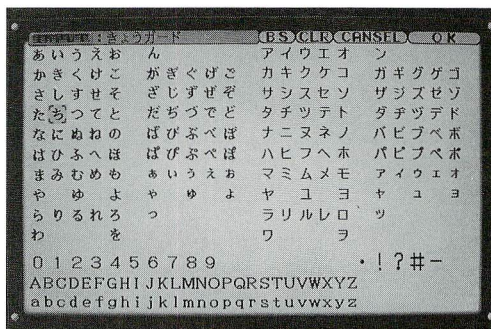 ：きょうガード BS CLR CANSEL OK
あいうえお ん アイウエオ ン
かきくけこ がぎぐげご カキクケコ ガギグゲゴ
さしすせそ ざじずぜぞ サシスセソ ザジズゼゾ
たちつてと だぢづでど タチツテト ダヂヅデド
なにぬねの ばびぶべぼ ナニヌネノ バビブベボ
はひふへほ ぱぴぷぺぽ ハヒフヘホ パピプペポ
まみむめも ぁぃぅぇぉ マミムメモ ァィゥェォ
や ゆ よ ゃ ゅ ょ ヤ ユ ヨ ャ ュ ョ
らりるれろ っ ラリルレロ ッ
わ を ワ ヲ
0123456789 ・!?#-
ABCDEFGHIJKLMNOPQRSTUVWXYZ
abcdefghijklmnopqrstuvwxyz